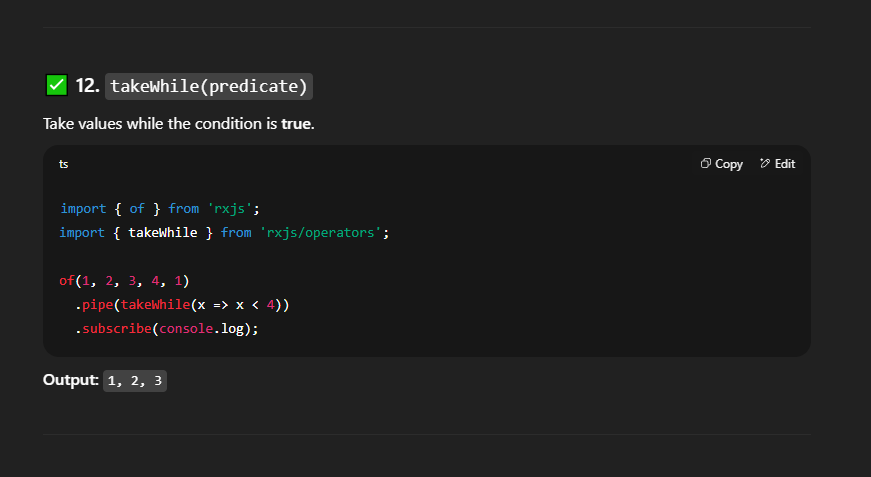 ✅ 12. takeWhile(predicate)
Take values while the condition is true.
ts Copy Edit
import { of } from 'rxjs';
import { takeWhile } from 'rxjs/operators';
of(1, 2, 3, 4, 1)
.pipe(takeWhile(x => x < 4))
.subscribe(console.log);
Output: 1, 2, 3